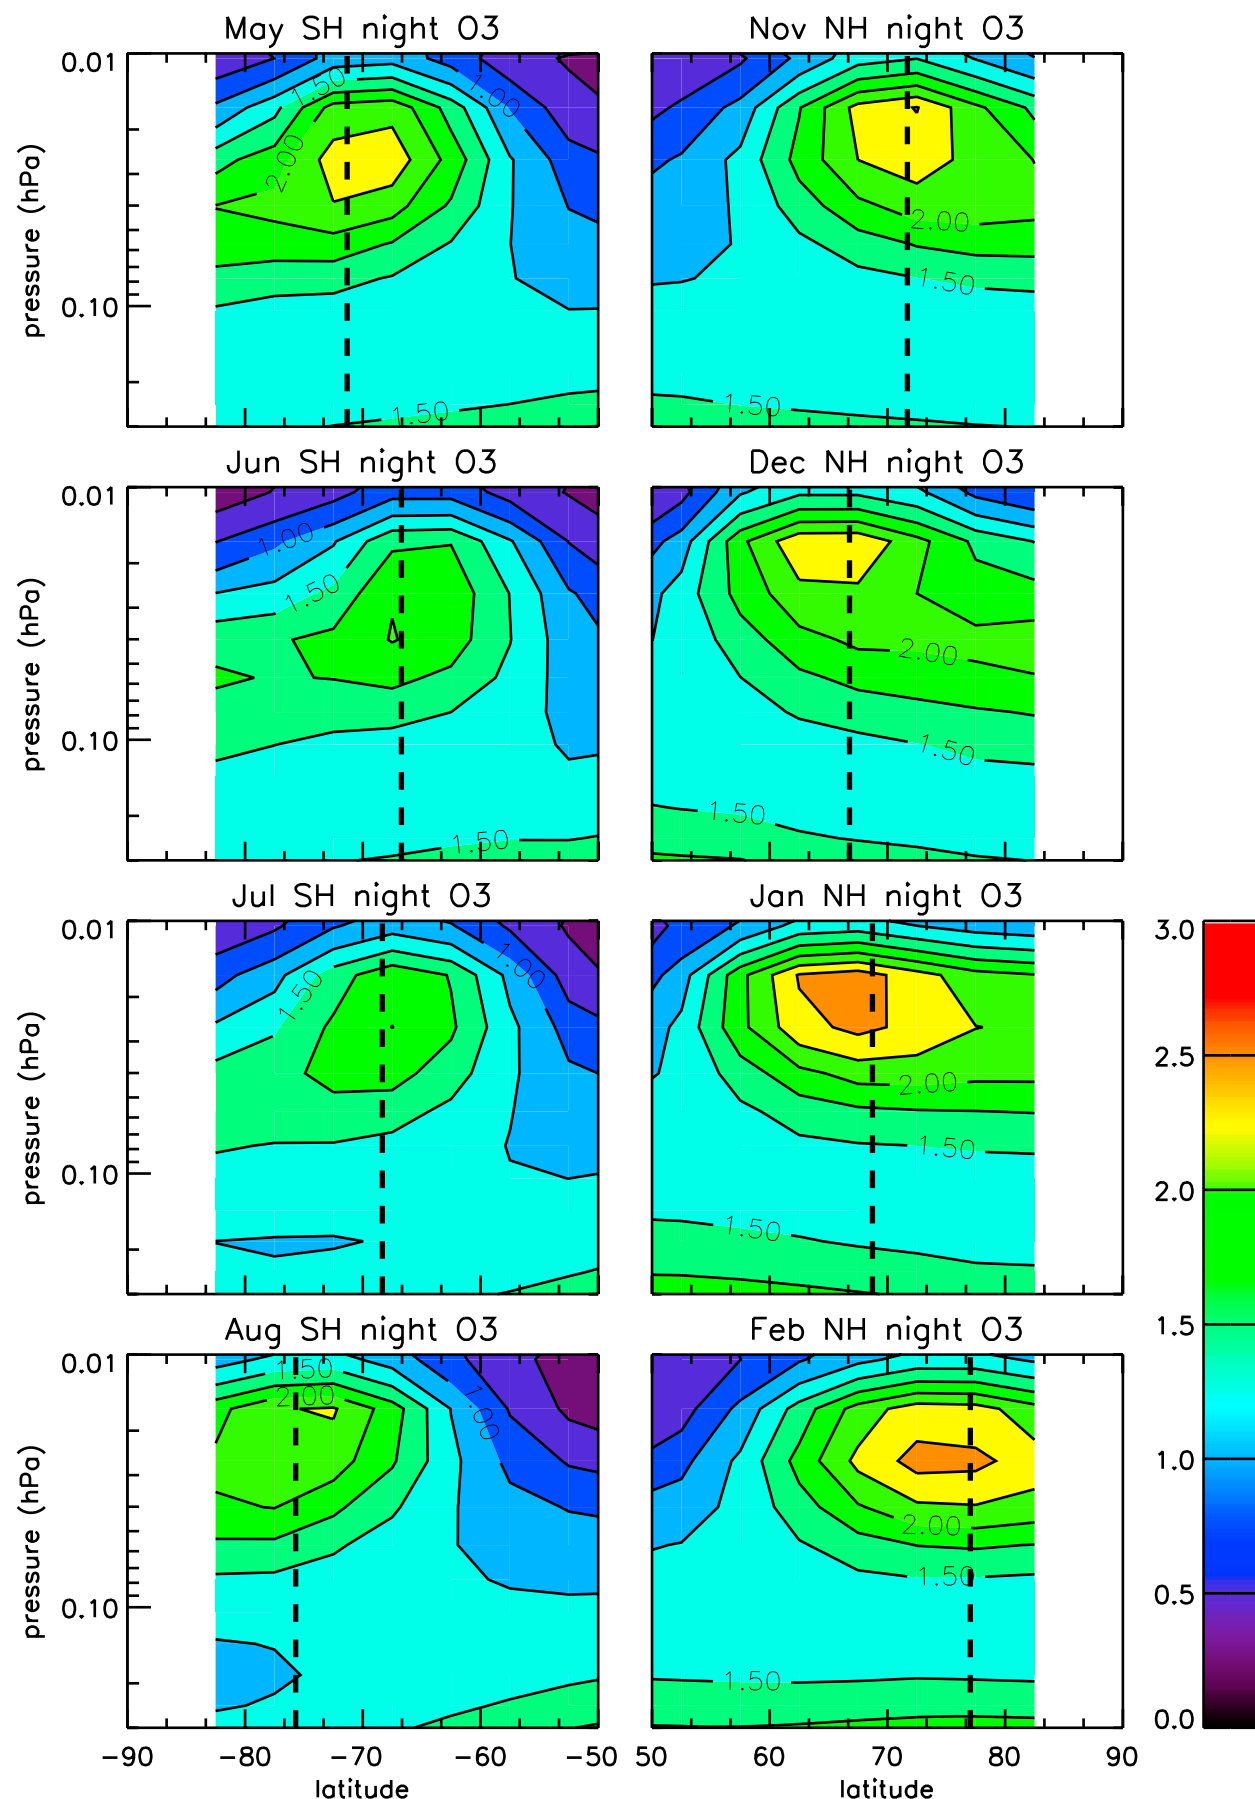 May SH night O3
Nov NH night O3
0.01
0.10
pressure (hPa)
1.50
1.00
2.00
1.50
2.00
1.50
1.50
Jun SH night O3
Dec NH night O3
0.01
0.10
pressure (hPa)
1.00
1.50
1.50
2.00
1.50
1.50
Jul SH night O3
Jan NH night O3
0.01
0.10
pressure (hPa)
1.50
1.00
2.00
1.50
1.50
Aug SH night O3
Feb NH night O3
0.01
0.10
pressure (hPa)
1.50
2.00
1.00
2.00
1.50
1.50
3.0
2.5
2.0
1.5
1.0
0.5
0.0
-90 -80 -70 -60 -50
50 60 70 80 90
latitude
latitude